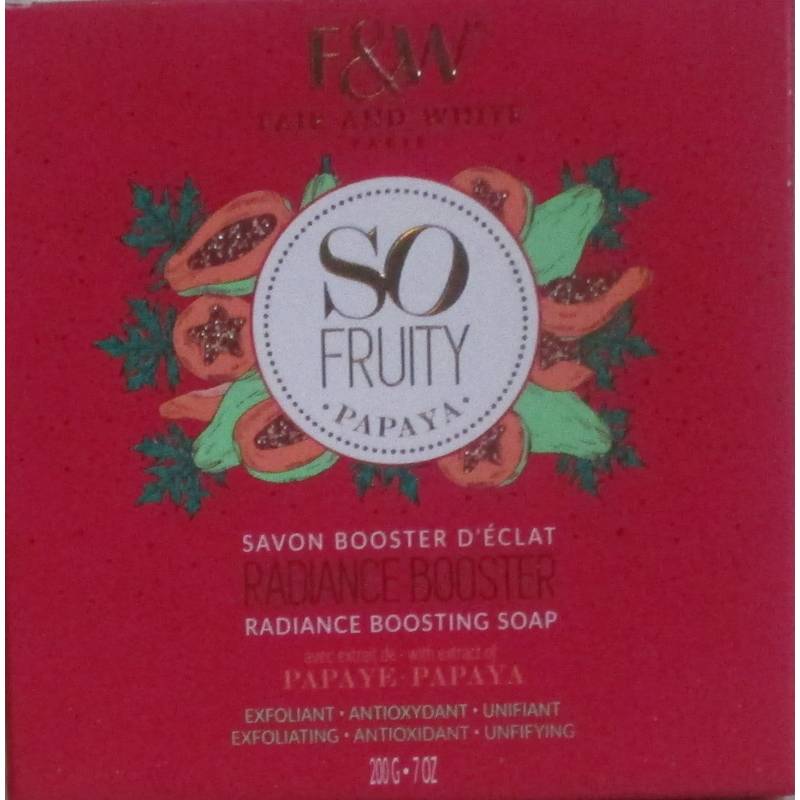 F&W
FAIR AND WHITE
PARIS
SO
FRUITY
• PAPAYA •
SAVON BOOSTER D'ÉCLAT
RADIANCE BOOSTER
RADIANCE BOOSTING SOAP
avec extrait de - with extract of
PAPAYE · PAPAYA
EXFOLIANT • ANTIOXYDANT • UNIFIANT
EXFOLIATING • ANTIOXIDANT • UNFIFYING
200 G • 7 OZ